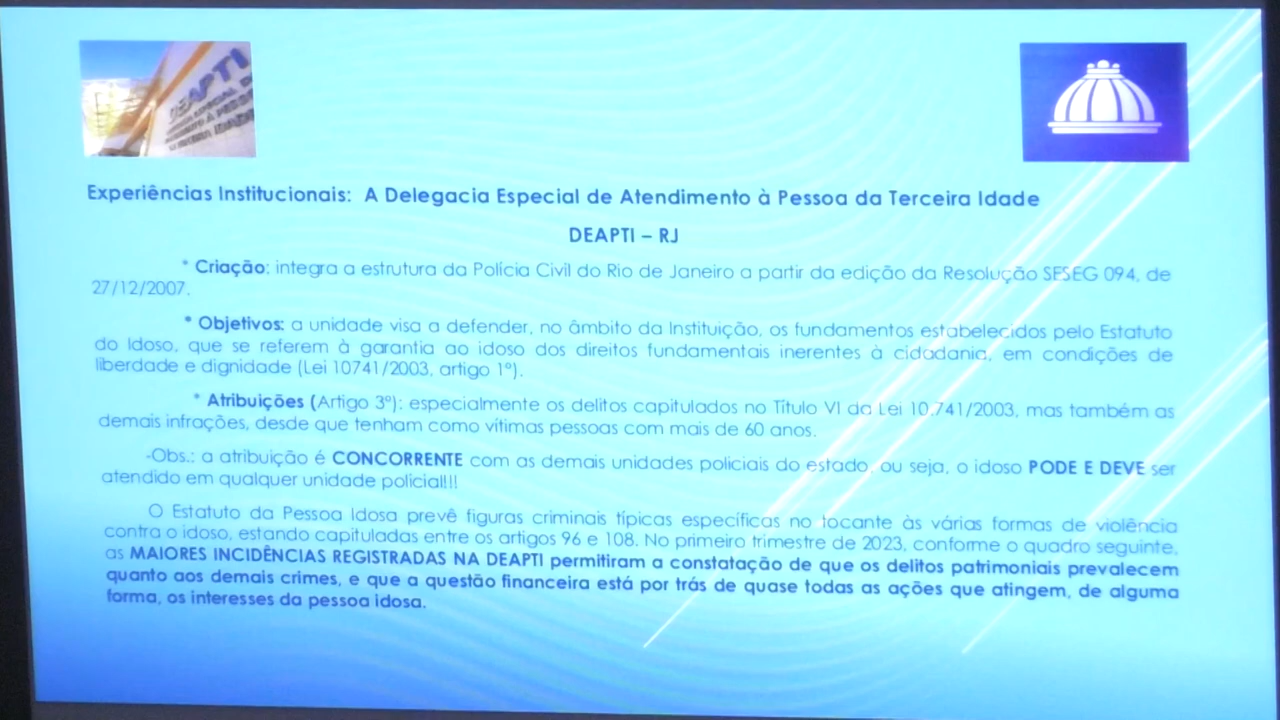 DEAPTI
Experiências Institucionais: A Delegacia Especial de Atendimento à Pessoa da Terceira Idade
DEAPTI – RJ
* Criação: integra a estrutura da Polícia Civil do Rio de Janeiro a partir da edição da Resolução SESEG 094, de
27/12/2007.
* Objetivos: a unidade visa a defender, no âmbito da Instituição, os fundamentos estabelecidos pelo Estatuto
do Idoso, que se referem à garantia ao idoso dos direitos fundamentais inerentes à cidadania, em condições de
liberdade e dignidade (Lei 10741/2003, artigo 1º).
* Atribuições (Artigo 3º): especialmente os delitos capitulados no Título VI da Lei 10.741/2003, mas também as
demais infrações, desde que tenham como vítimas pessoas com mais de 60 anos.
-Obs.: a atribuição é CONCORRENTE com as demais unidades policiais do estado, ou seja, o idoso PODE E DEVE ser
atendido em qualquer unidade policial!!!
O Estatuto da Pessoa Idosa prevê figuras criminais típicas específicas no tocante às várias formas de violência
contra o idoso, estando capituladas entre os artigos 96 e 108. No primeiro trimestre de 2023, conforme o quadro seguinte,
as MAIORES INCIDÊNCIAS REGISTRADAS NA DEAPTI permitiram a constatação de que os delitos patrimoniais prevalecem
quanto aos demais crimes, e que a questão financeira está por trás de quase todas as ações que atingem, de alguma
forma, os interesses da pessoa idosa.